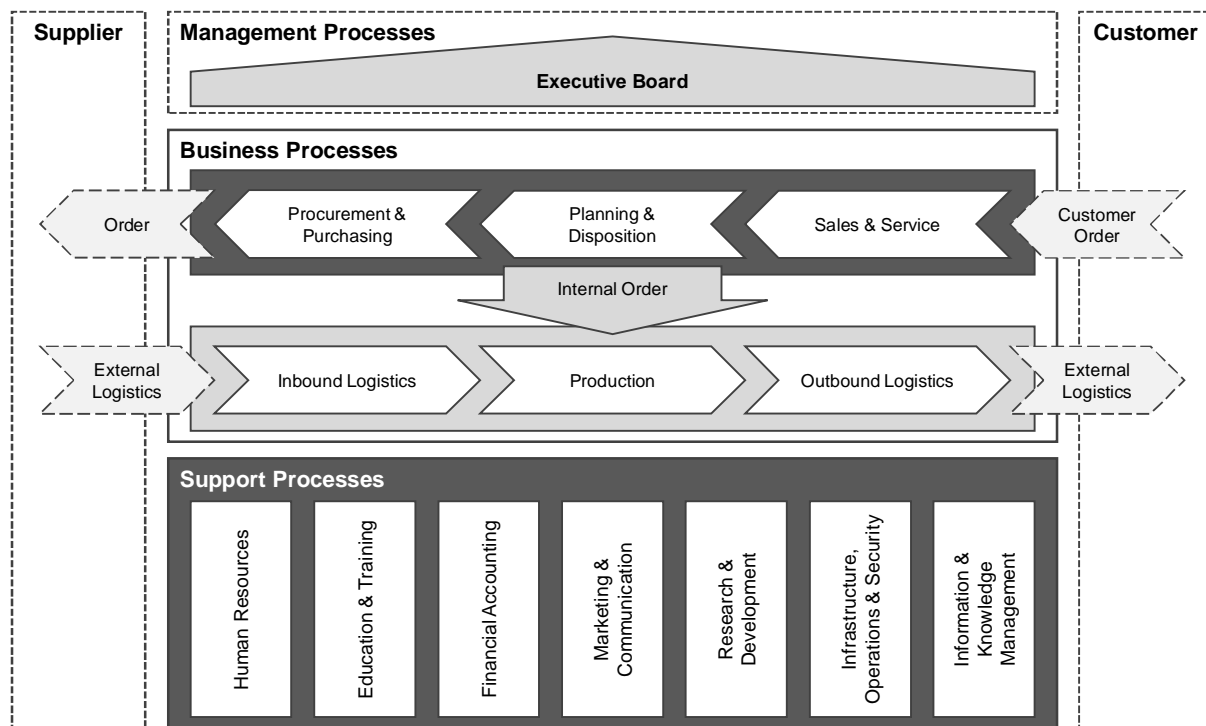 Supplier
Management Processes
Customer
Executive Board
Business Processes
Order
Procurement &
Purchasing
Planning &
Disposition
Sales & Service
Customer
Order
Internal Order
External
Logistics
Inbound Logistics
Production
Outbound Logistics
External
Logistics
Support Processes
Human Resources
Education & Training
Financial Accounting
Marketing &
Communication
Research &
Development
Infrastructure,
Operations & Security
Information &
Knowledge
Management